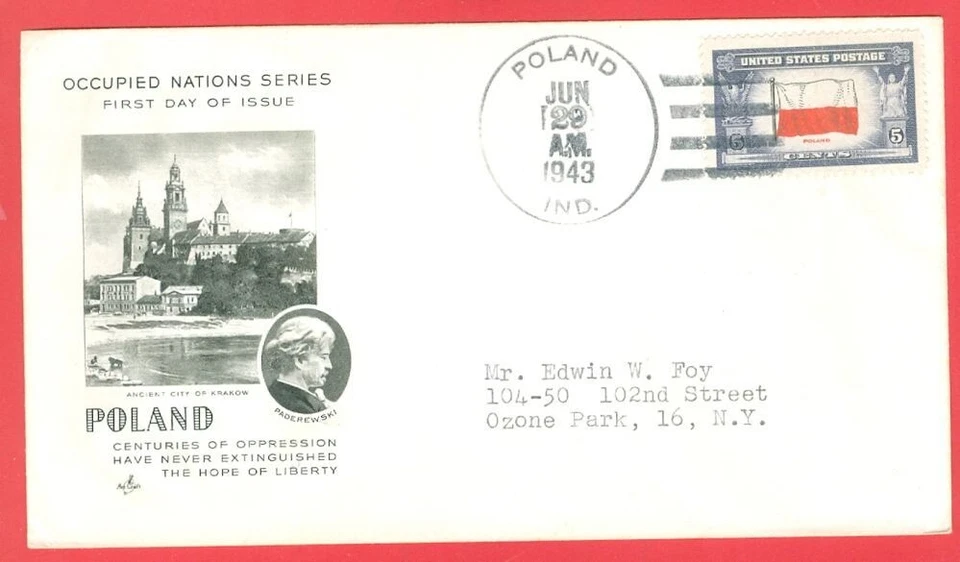 OCCUPIED NATIONS SERIES
FIRST DAY OF ISSUE
ANCIENT CITY OF KRAKOW
PADEREWSKI
POLAND
CENTURIES OF OPPRESSION
HAVE NEVER EXTINGUISHED
THE HOPE OF LIBERTY
Art Craft
POLAND
JUN
29
A.M.
1943
IND.
UNITED STATES POSTAGE
POLAND
5 5
CENTS
Mr. Edwin W. Foy
104-50 102nd Street
Ozone Park, 16, N.Y.